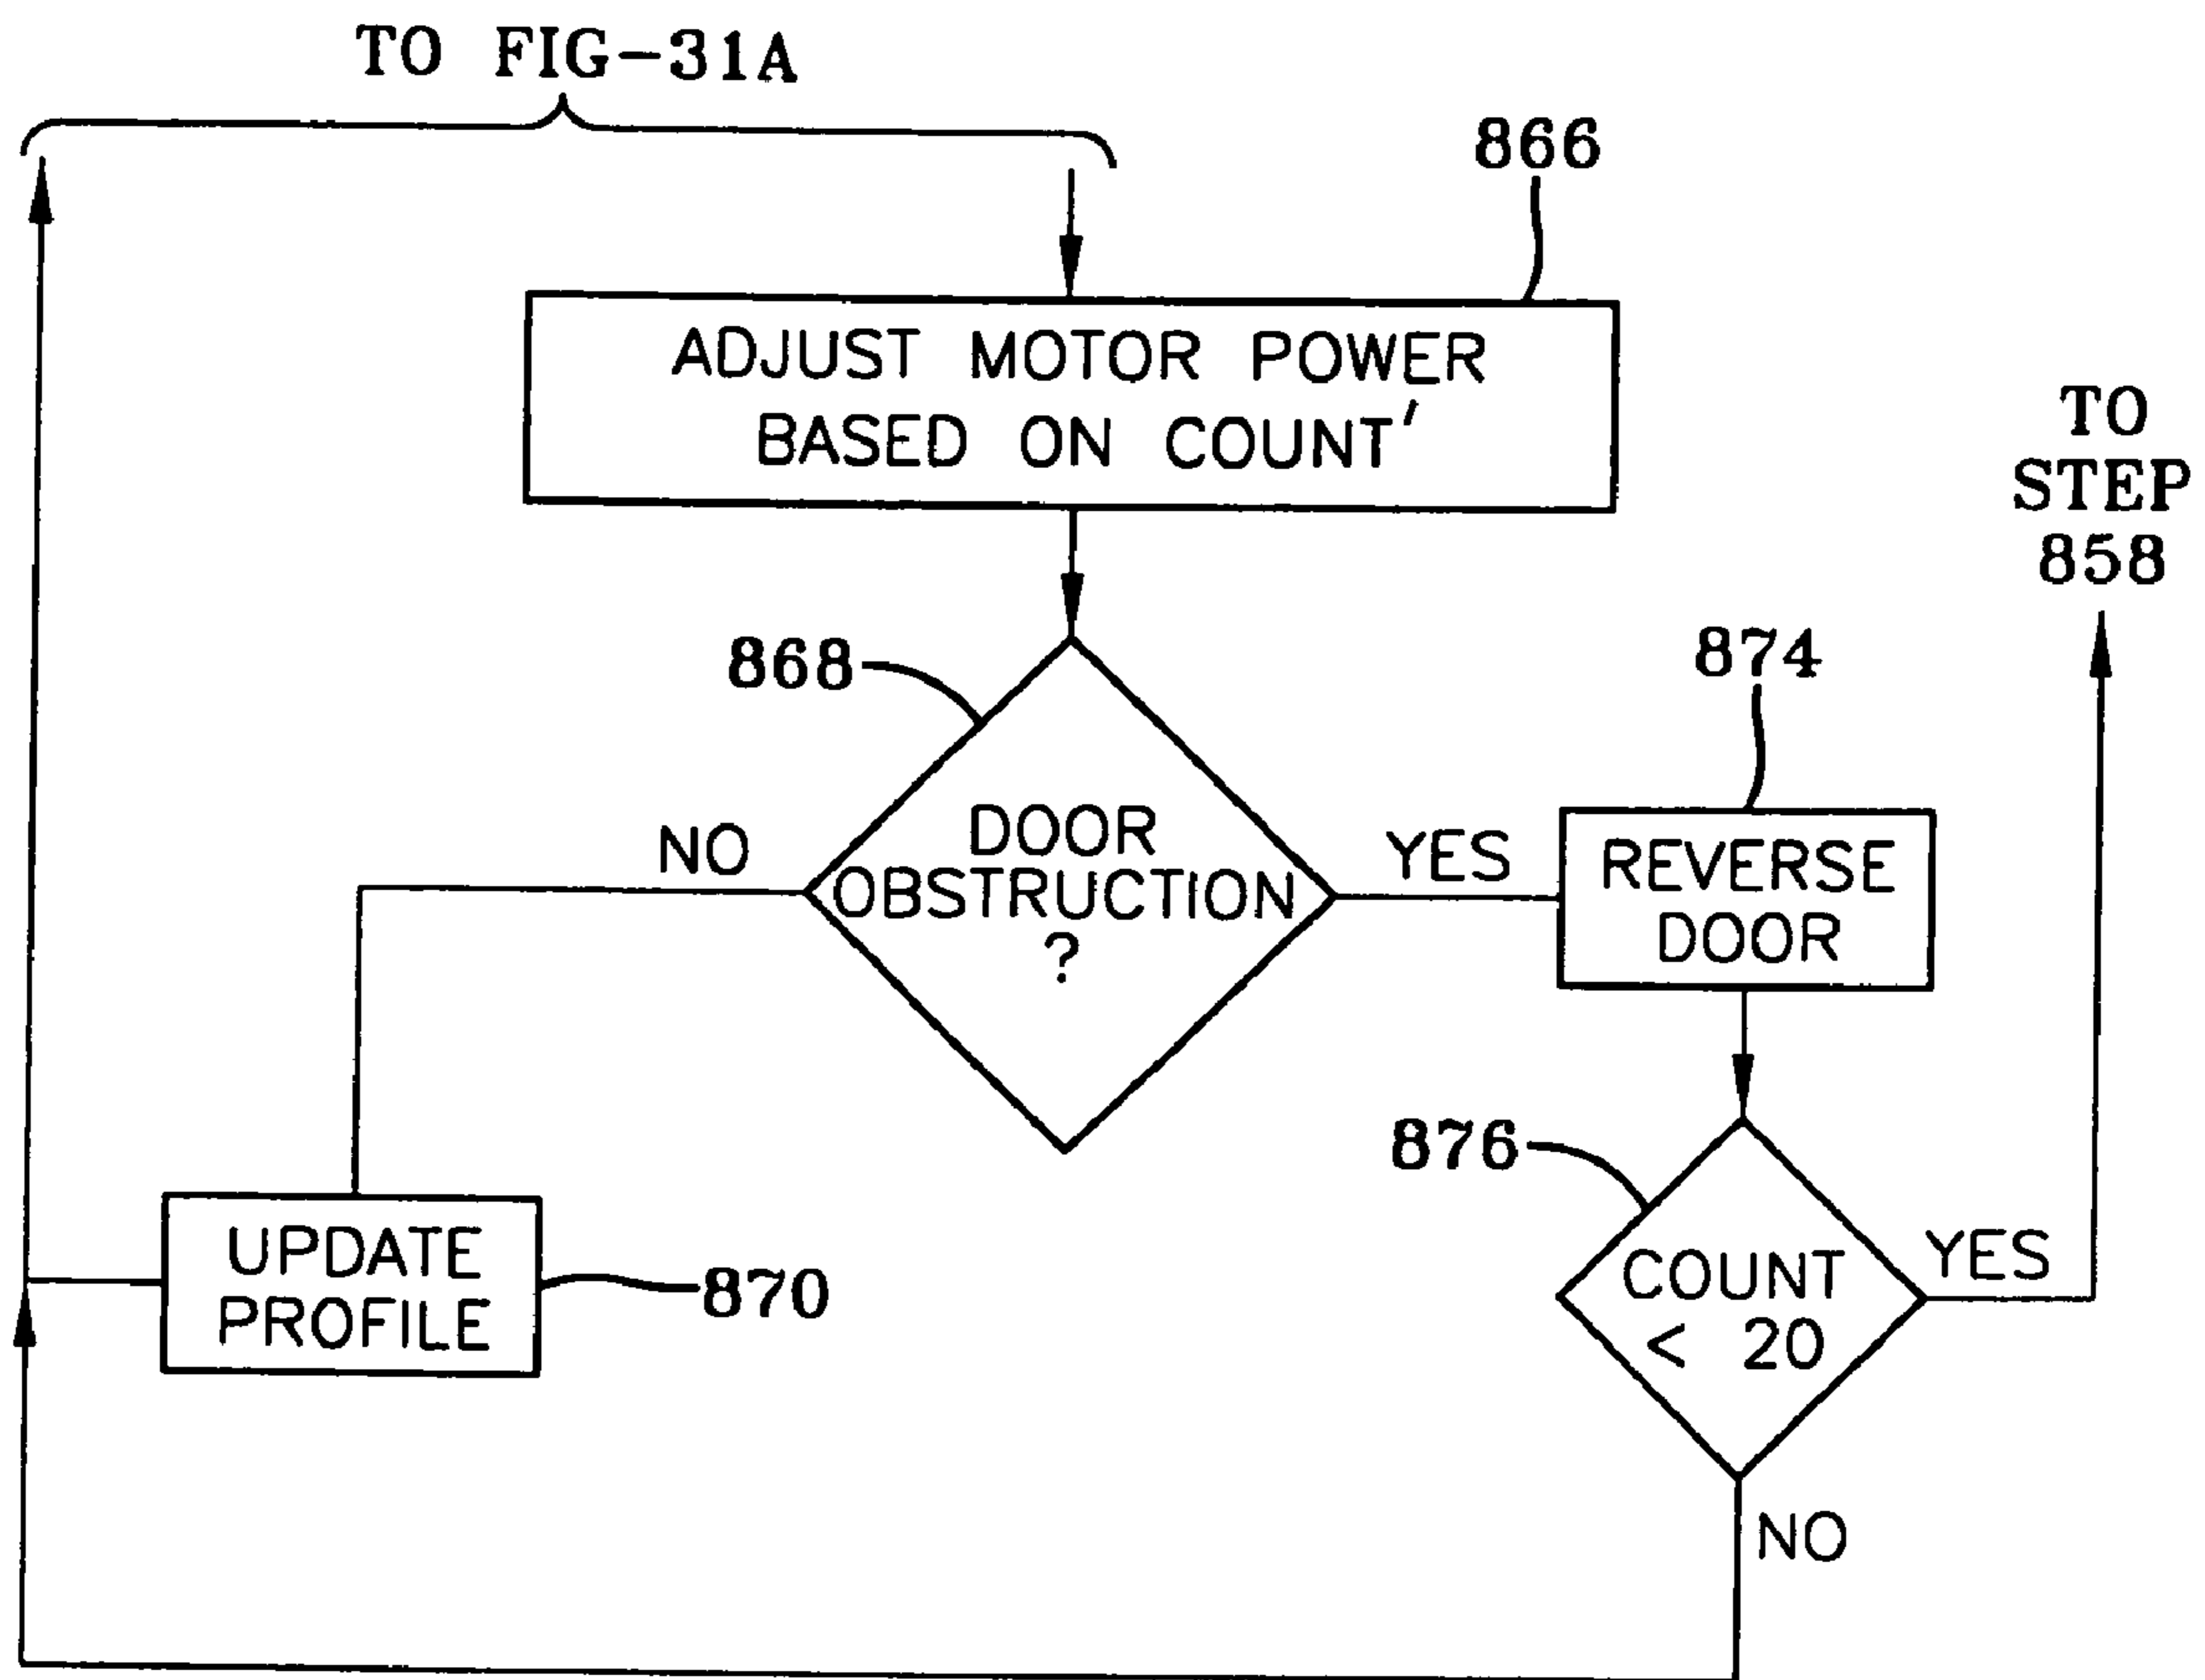 TO FIG-31A
866
ADJUST MOTOR POWER
BASED ON COUNT'
TO
STEP
858
868
874
DOOR
OBSTRUCTION
?
NO
YES
REVERSE
DOOR
876
UPDATE
PROFILE
870
COUNT
< 20
YES
NO